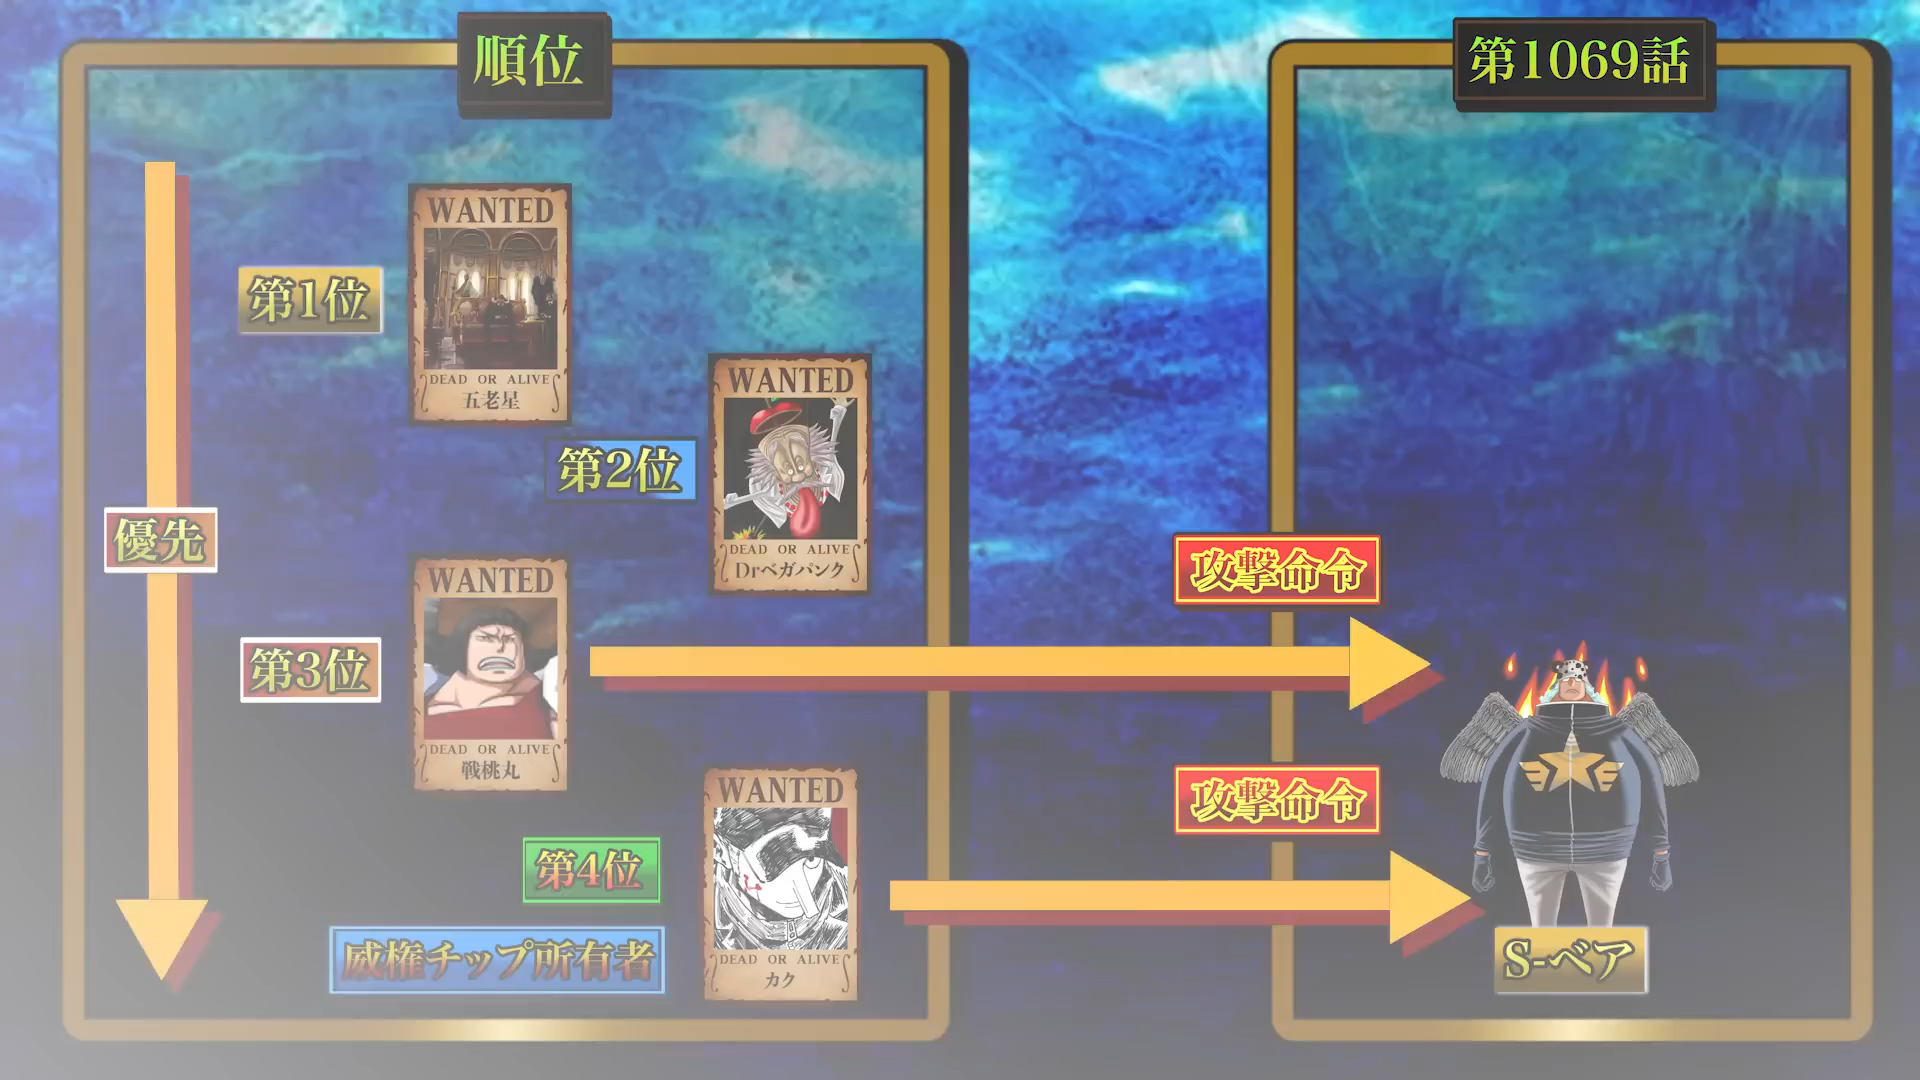 順位
第1069話
WANTED
第1位
DEAD OR ALIVE
五老星
WANTED
第2位
DEAD OR ALIVE
Drベガパンク
優先
WANTED
第3位
DEAD OR ALIVE
戦桃丸
攻撃命令
WANTED
第4位
DEAD OR ALIVE
カク
攻撃命令
威権チップ所有者
S-ベア